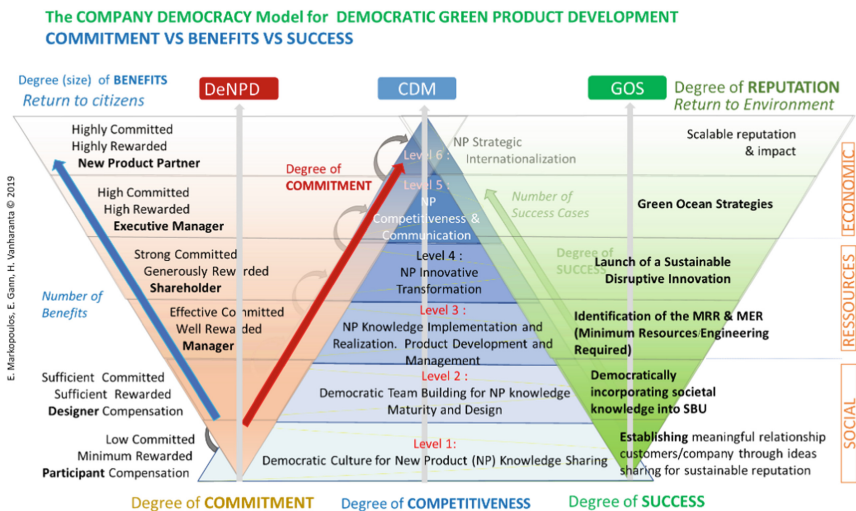 The COMPANY DEMOCRACY Model for DEMOCRATIC GREEN PRODUCT DEVELOPMENT
COMMITMENT VS BENEFITS VS SUCCESS
Degree (size) of BENEFITS
Return to citizens
DeNPD
CDM
GOS
Degree of REPUTATION
Return to Environment
Highly Committed
Highly Rewarded
New Product Partner
High Committed
High Rewarded
Executive Manager
Strong Committed
Generously Rewarded
Shareholder
Number of
Benefits
Effective Committed
Well Rewarded
Manager
Sufficient Committed
Sufficient Rewarded
Designer Compensation
Low Committed
Minimum Rewarded
Participant Compensation
Degree of
COMMITMENT
Level 6 :
NP Strategic
Internationalization
Level 5 :
NP
Competitiveness &
Communication
Level 4 :
NP Innovative
Transformation
Level 3 :
NP Knowledge Implementation and
Realization. Product Development and
Management
Level 2 :
Democratic Team Building for NP knowledge
Maturity and Design
Level 1:
Democratic Culture for New Product (NP) Knowledge Sharing
Number of
Success Cases
Degree of
SUCCESS
Scalable reputation
& impact
Green Ocean Strategies
Launch of a Sustainable
Disruptive Innovation
Identification of the MRR & MER
(Minimum Resources Engineering
Required)
Democratically
incorporating societal
knowledge into SBU
Establishing meaningful relationship
customers/company through ideas
sharing for sustainable reputation
ECONOMIC
RESSOURCES
SOCIAL
Degree of COMMITMENT
Degree of COMPETITIVENESS
Degree of SUCCESS
E. Markopoulos, E. Gann, H. Vanharanta © 2019